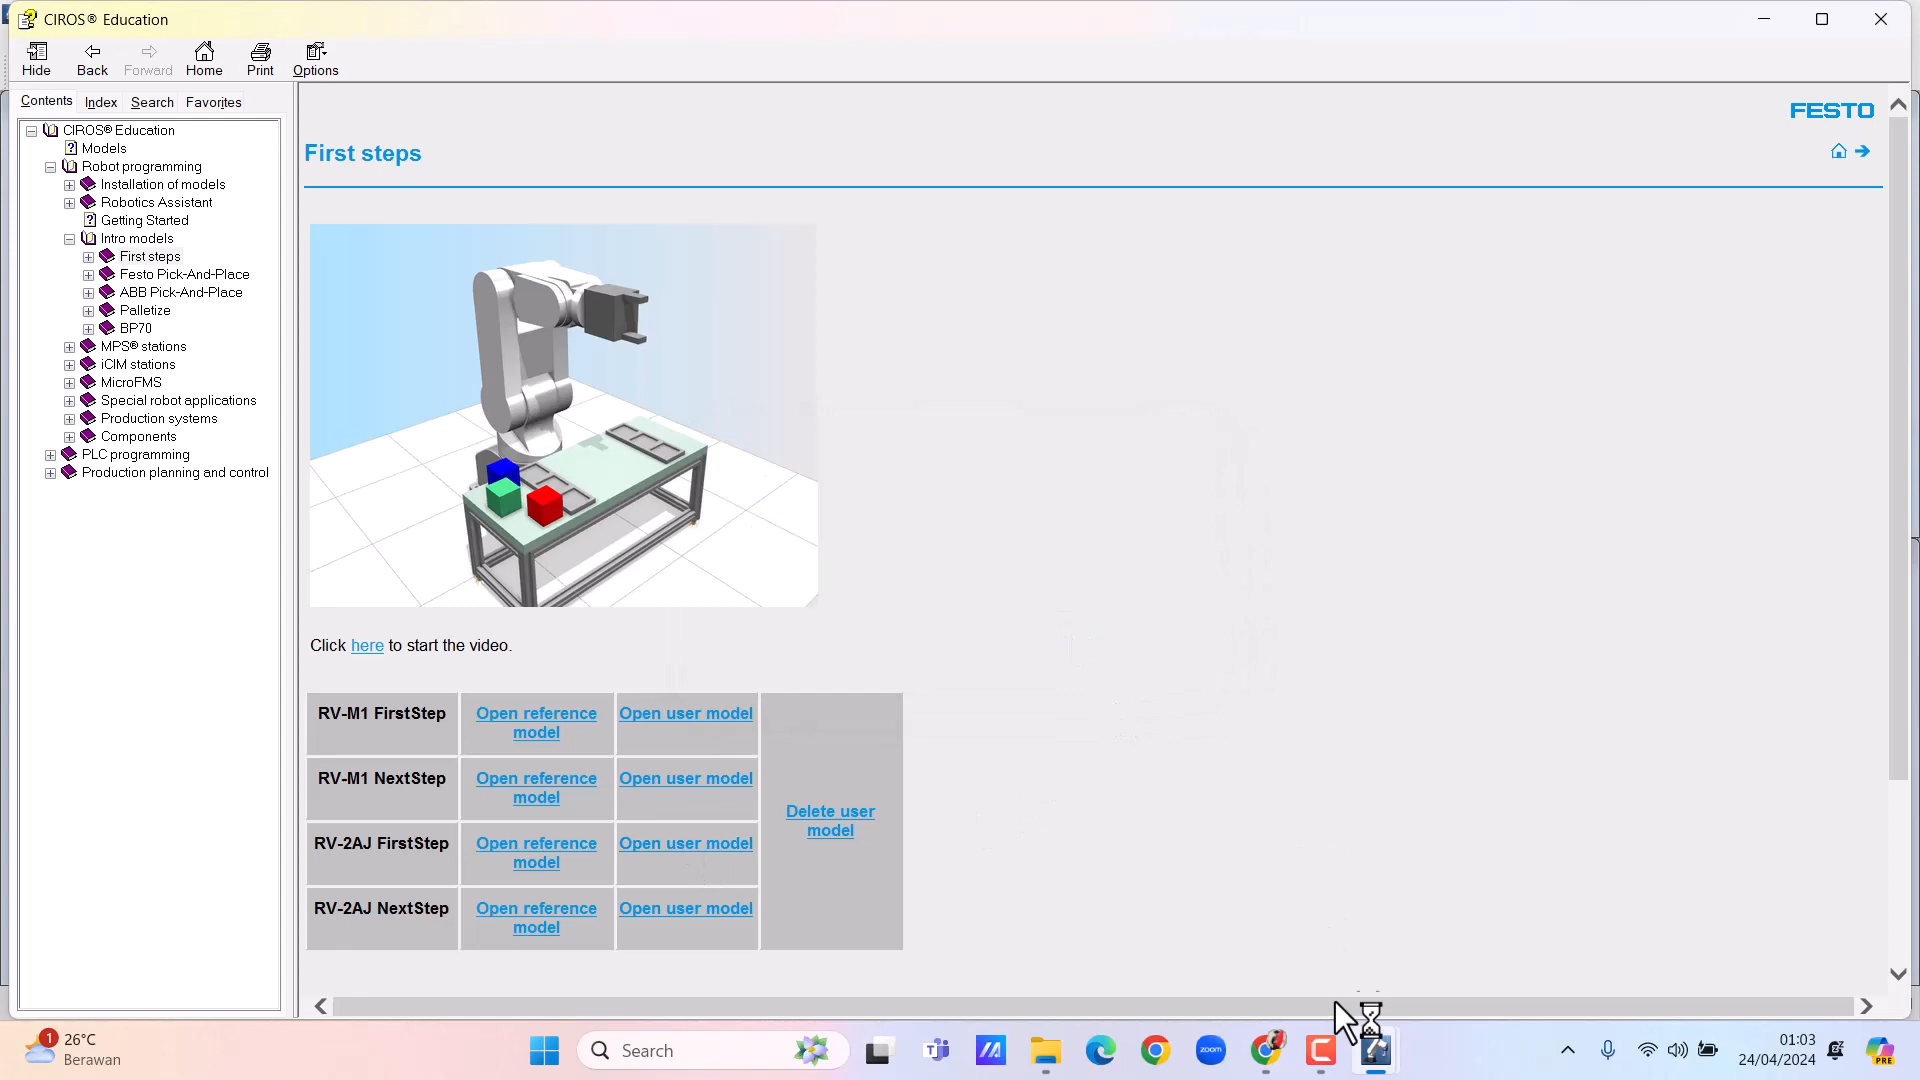 CIROS® Education
Hide Back Forward Home Print Options
Contents Index Search Favorites
CIROS® Education
Models
Robot programming
Installation of models
Robotics Assistant
Getting Started
Intro models
First steps
Festo Pick-And-Place
ABB Pick-And-Place
Palletize
BP70
MPS® stations
iCIM stations
MicroFMS
Special robot applications
Production systems
Components
PLC programming
Production planning and control
FESTO
First steps
Click here to start the video.
RV-M1 FirstStep Open reference model Open user model
RV-M1 NextStep Open reference model Open user model
Delete user model
RV-2AJ FirstStep Open reference model Open user model
RV-2AJ NextStep Open reference model Open user model
1
26°C
Berawan
Search
zoom
01:03
24/04/2024
PRE